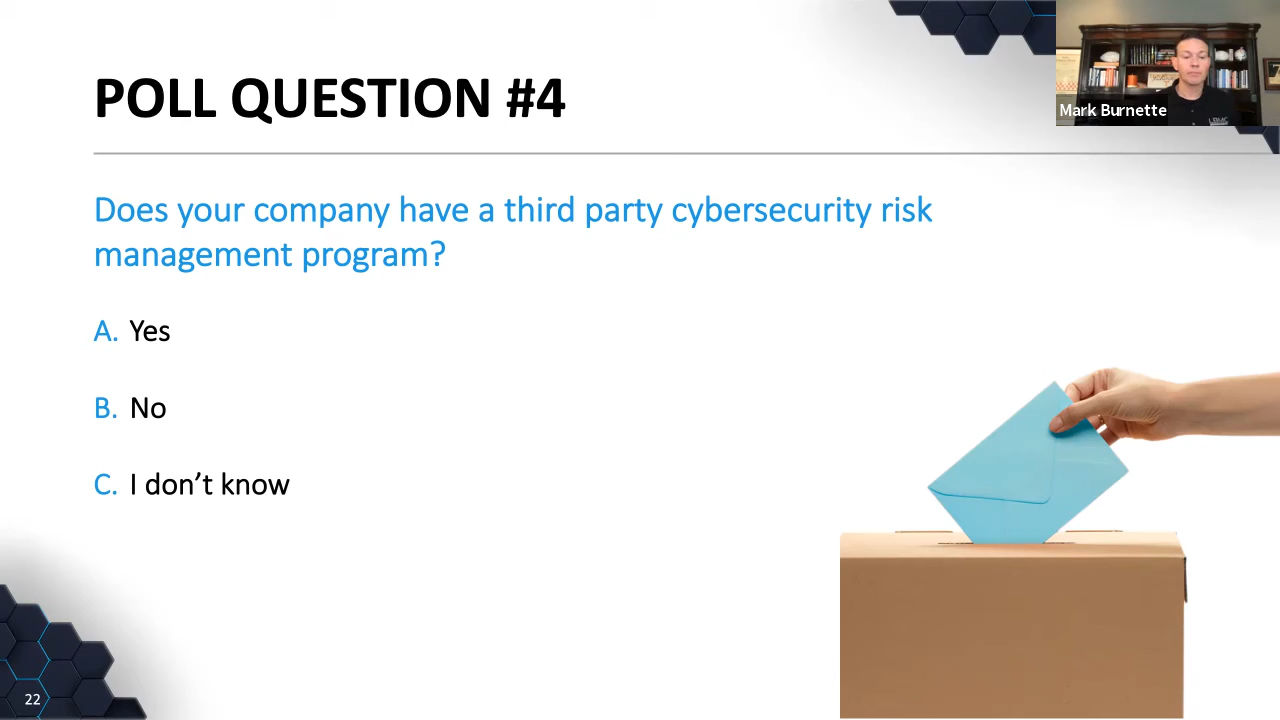 POLL QUESTION #4
Mark Burnette
Does your company have a third party cybersecurity risk
management program?
A. Yes
B. No
C. I don’t know
22